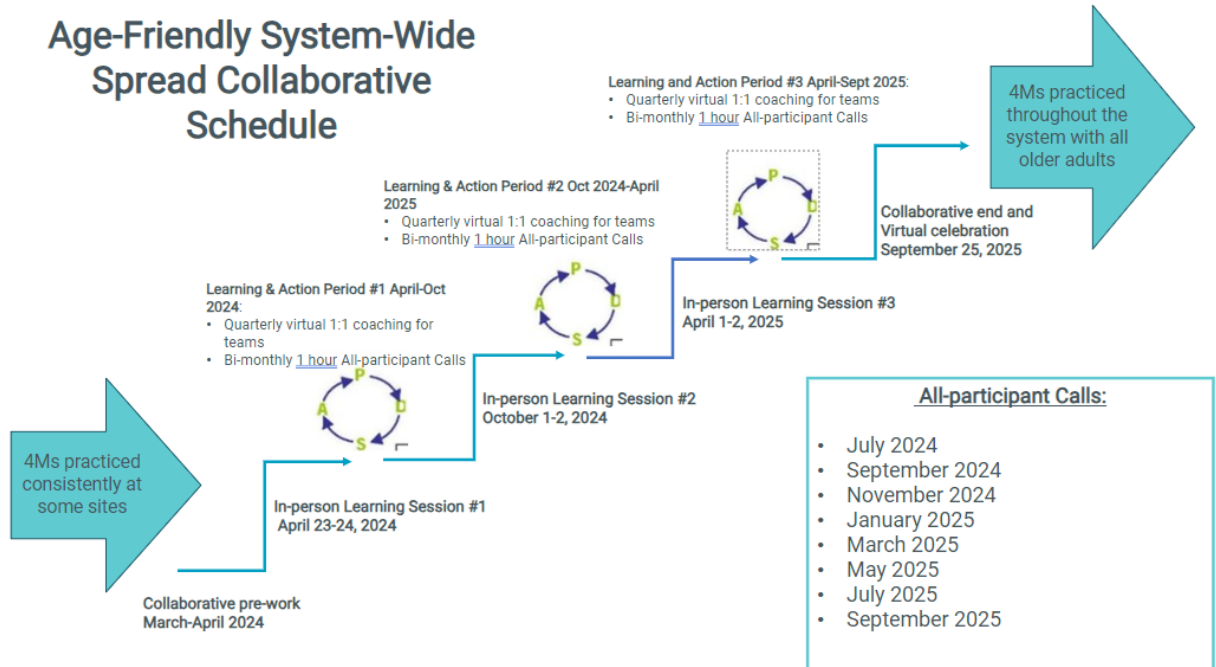 Age-Friendly System-Wide
Spread Collaborative
Schedule
Learning and Action Period #3 April-Sept 2025:
• Quarterly virtual 1:1 coaching for teams
• Bi-monthly 1 hour All-participant Calls
4Ms practiced
throughout the
system with all
older adults
P
D
S
A
Learning & Action Period #2 Oct 2024-April
2025
• Quarterly virtual 1:1 coaching for teams
• Bi-monthly 1 hour All-participant Calls
Collaborative end and
Virtual celebration
September 25, 2025
P
D
S
A
In-person Learning Session #3
April 1-2, 2025
Learning & Action Period #1 April-Oct
2024:
• Quarterly virtual 1:1 coaching for
teams
• Bi-monthly 1 hour All-participant Calls
P
D
S
A
In-person Learning Session #2
October 1-2, 2024
4Ms practiced
consistently at
some sites
In-person Learning Session #1
April 23-24, 2024
Collaborative pre-work
March-April 2024
All-participant Calls:
• July 2024
• September 2024
• November 2024
• January 2025
• March 2025
• May 2025
• July 2025
• September 2025